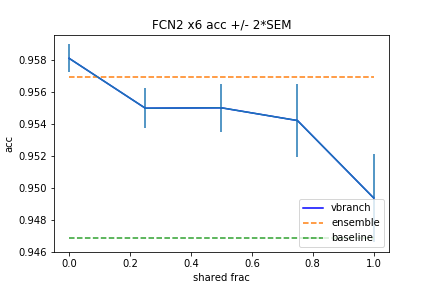 FCN2 x6 acc +/- 2*SEM
0.958
0.956
0.954
0.952
0.950
0.948
0.946
acc
0.0 0.2 0.4 0.6 0.8 1.0
shared frac
vbranch
ensemble
baseline